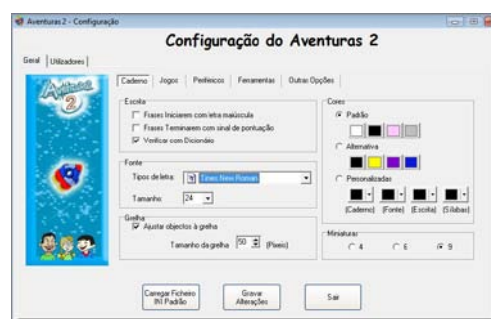 Aventuras 2 - Configuração
Configuração do Aventuras 2
Geral Utilizadores
Caderno Jogos Periféricos Ferramentas Outras Opções
Aventuras
2
Escrita
Frases Iniciarem com letra maiúscula
Frases Terminarem com sinal de pontuação
Verificar com Dicionário
Fonte
Tipos de letra: Times New Roman
Tamanho: 24
Grelha
Ajustar objectos à grelha
Tamanho da grelha 50 (Pixeis)
Cores
Padrão
Alternativa
Personalizadas
(Caderno) (Fonte) (Escrita) (Sílabas)
Miniaturas
4 6 9
Carregar Ficheiro
INI Padrão
Gravar
Alterações
Sair